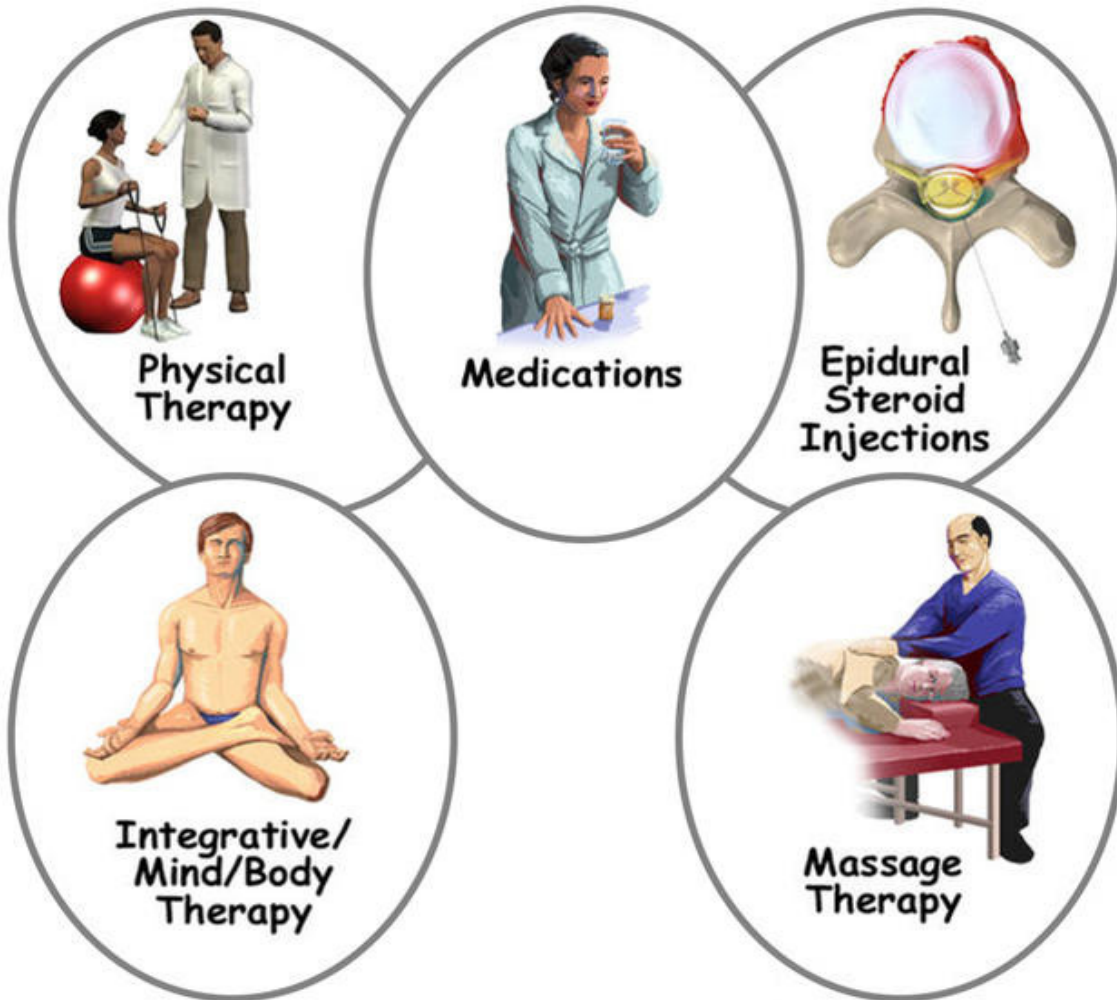 Physical
Therapy
Medications
Epidural
Steroid
Injections
Integrative/
Mind/Body
Therapy
Massage
Therapy